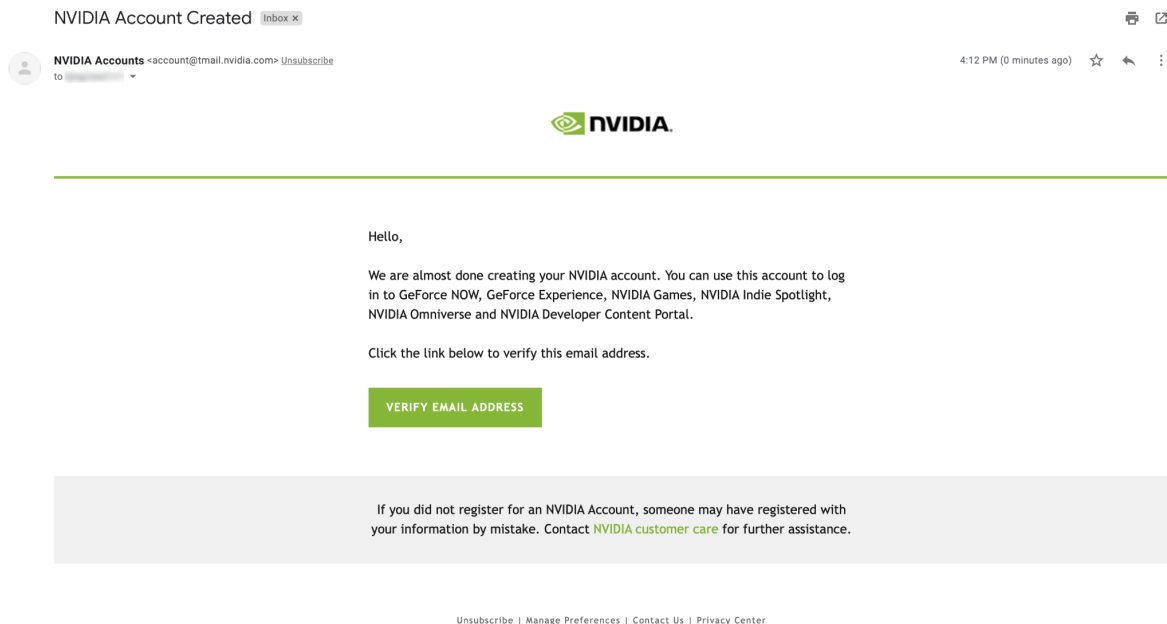 NVIDIA Account Created Inbox ×
NVIDIA Accounts <account@tmail.nvidia.com> Unsubscribe
4:12 PM (0 minutes ago)
to
NVIDIA.
Hello,
We are almost done creating your NVIDIA account. You can use this account to log
in to GeForce NOW, GeForce Experience, NVIDIA Games, NVIDIA Indie Spotlight,
NVIDIA Omniverse and NVIDIA Developer Content Portal.
Click the link below to verify this email address.
VERIFY EMAIL ADDRESS
If you did not register for an NVIDIA Account, someone may have registered with
your information by mistake. Contact NVIDIA customer care for further assistance.
Unsubscribe | Manage Preferences | Contact Us | Privacy Center